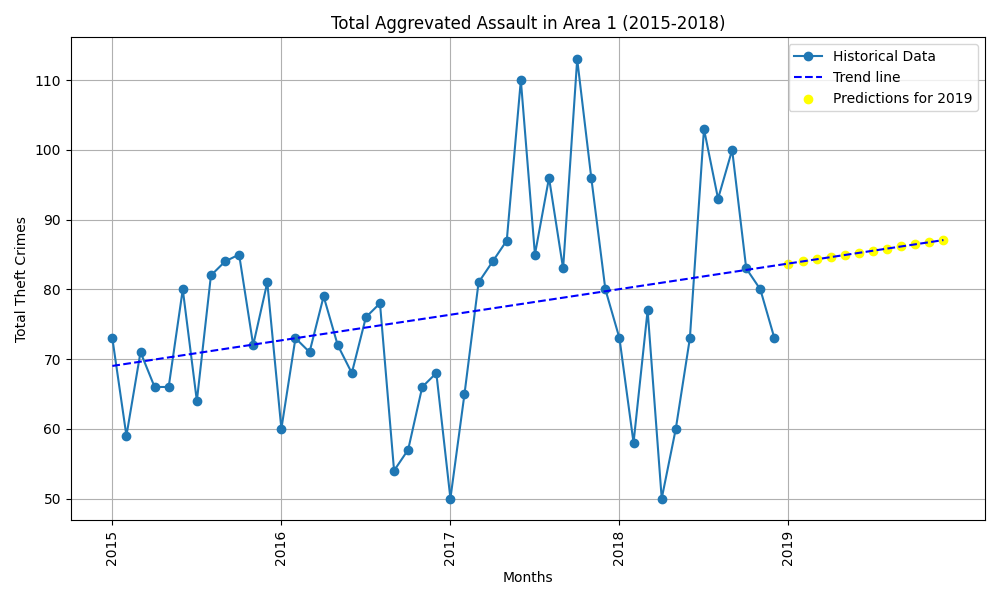 Total Aggrevated Assault in Area 1 (2015-2018)
Historical Data
Trend line
Predictions for 2019
Total Theft Crimes
110
100
90
80
70
60
50
2015
2016
2017
2018
2019
Months